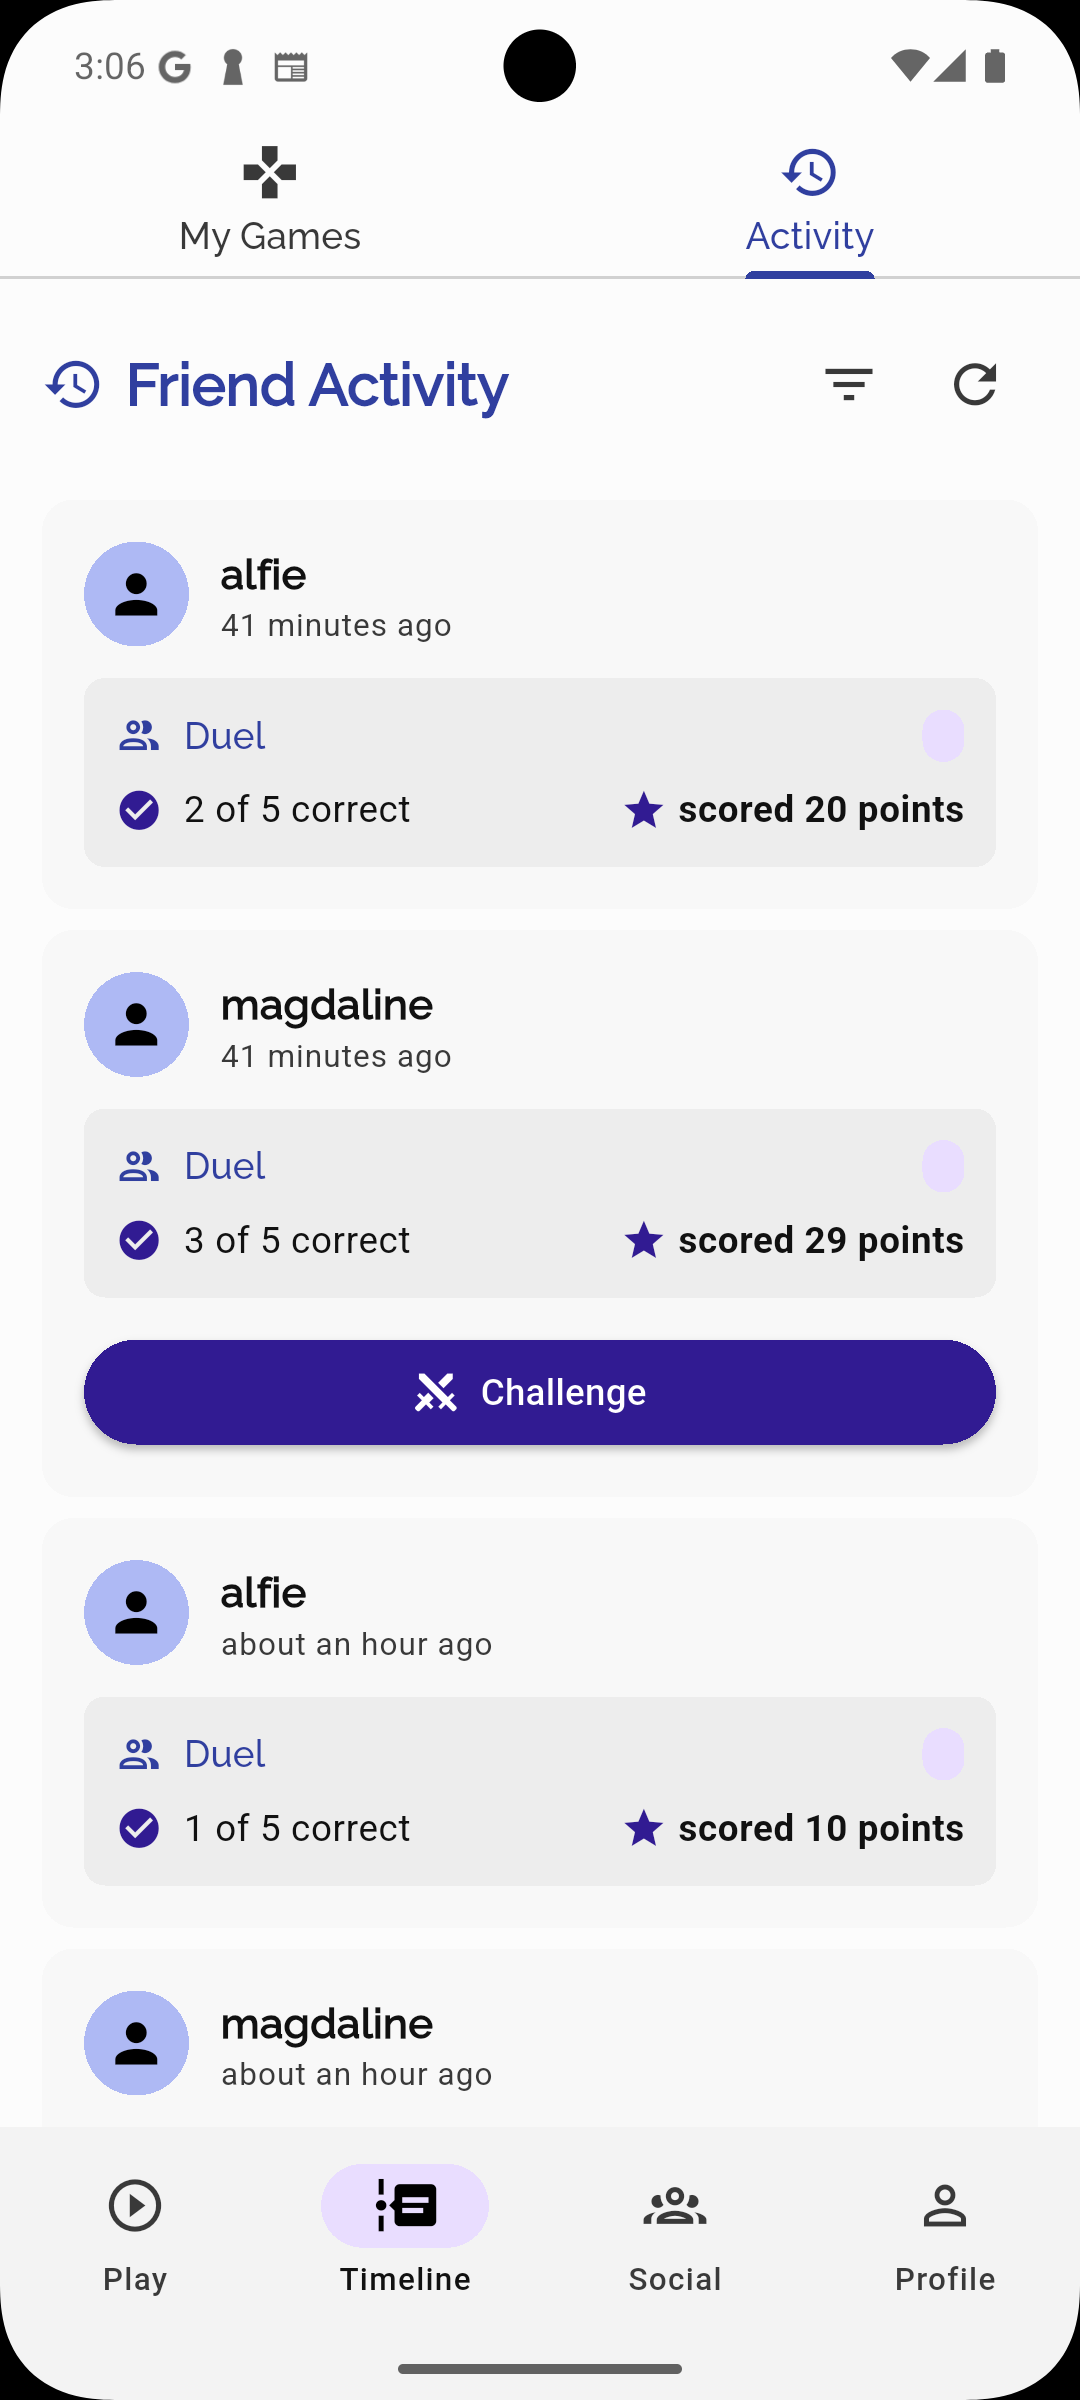 3:06
My Games
Activity
Friend Activity
alfie
41 minutes ago
Duel
2 of 5 correct
scored 20 points
magdaline
41 minutes ago
Duel
3 of 5 correct
scored 29 points
Challenge
alfie
about an hour ago
Duel
1 of 5 correct
scored 10 points
magdaline
about an hour ago
Play
Timeline
Social
Profile